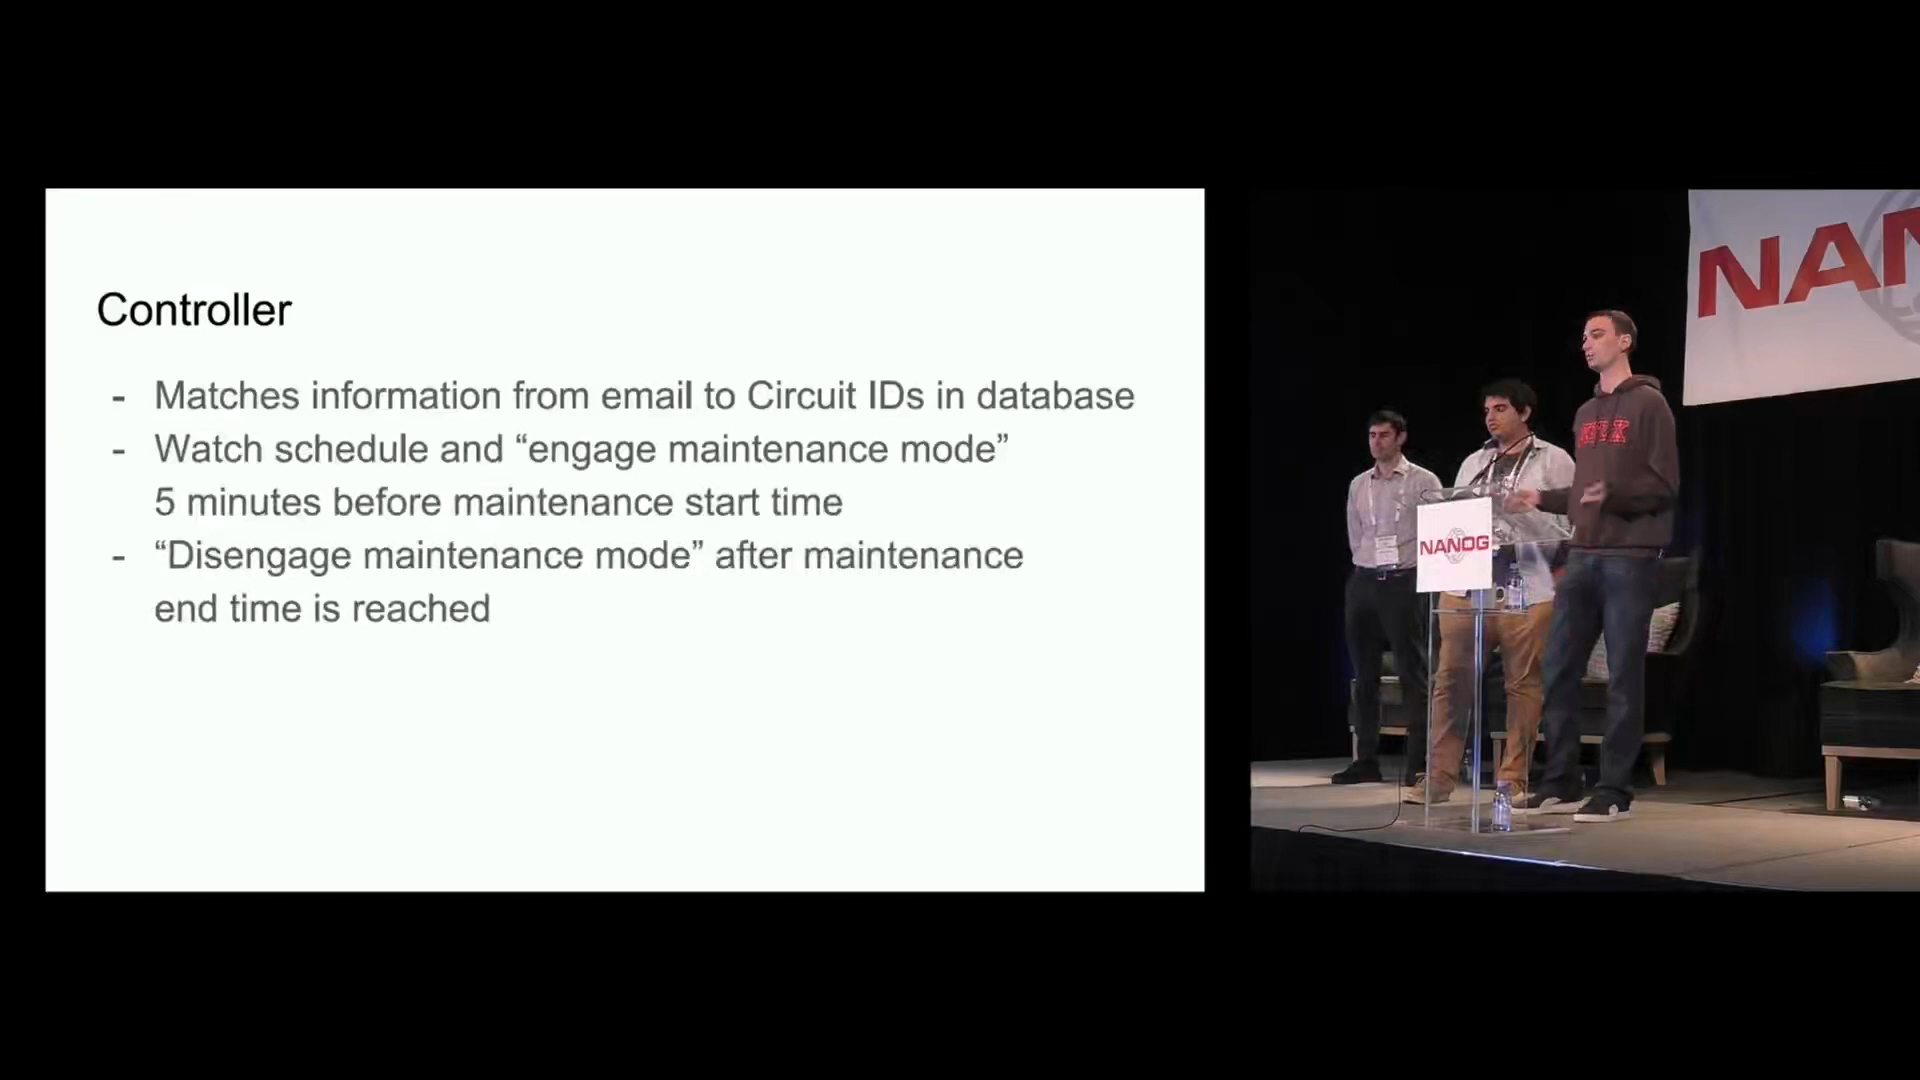 Controller
- Matches information from email to Circuit IDs in database
- Watch schedule and “engage maintenance mode”
5 minutes before maintenance start time
- “Disengage maintenance mode” after maintenance
end time is reached
NAN
NANOG